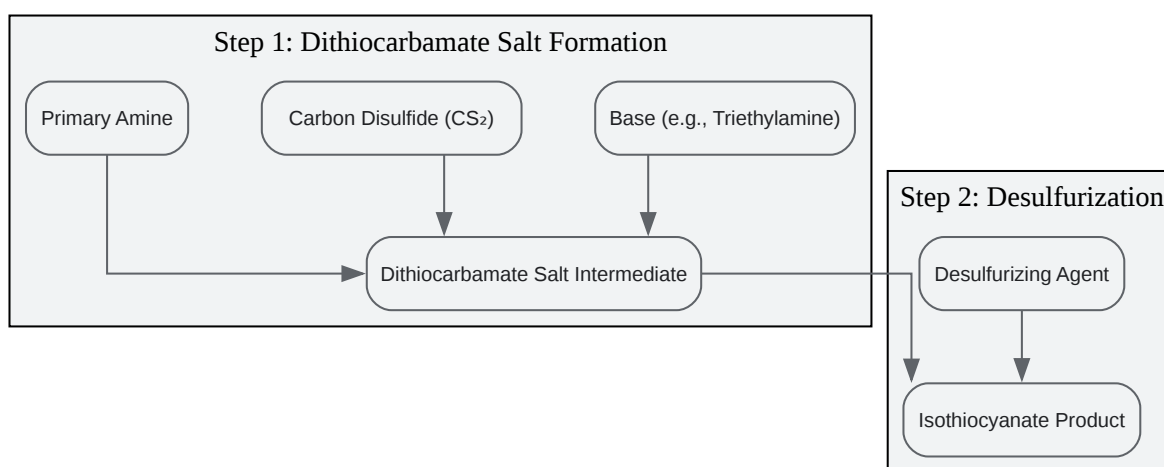 Step 1: Dithiocarbamate Salt Formation
Primary Amine
Carbon Disulfide (CS₂)
Base (e.g., Triethylamine)
Dithiocarbamate Salt Intermediate
Step 2: Desulfurization
Desulfurizing Agent
Isothiocyanate Product